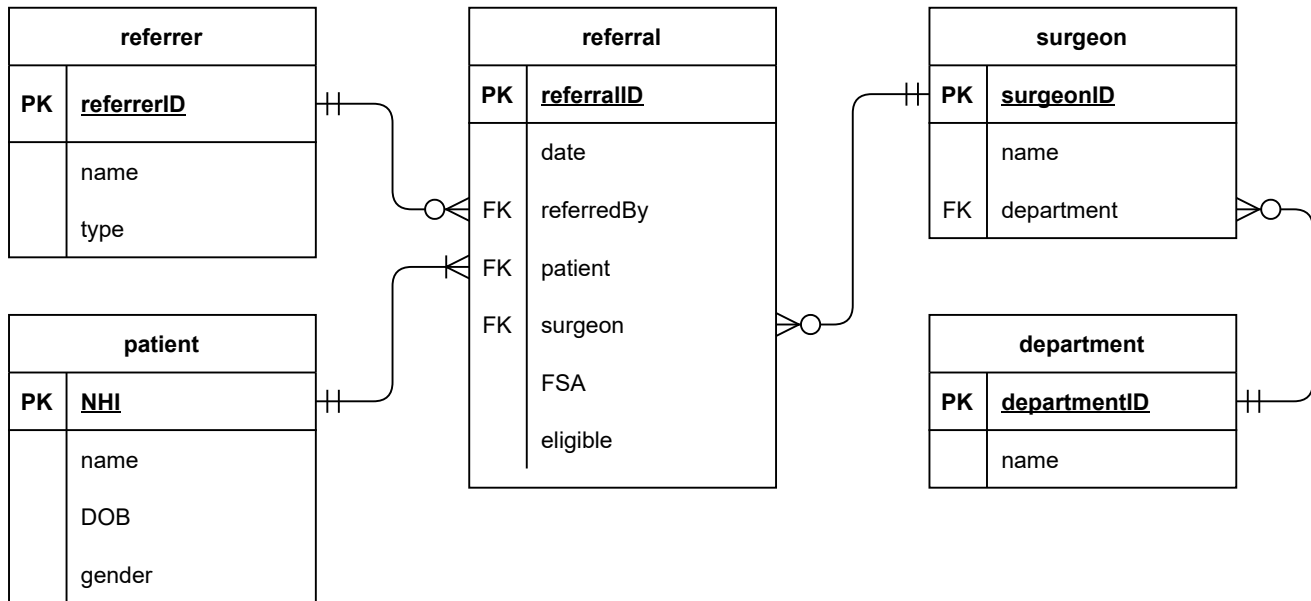 referrer
PK referrerID
name
type
patient
PK NHI
name
DOB
gender
referral
PK referralID
date
FK referredBy
FK patient
FK surgeon
FSA
eligible
surgeon
PK surgeonID
name
FK department
department
PK departmentID
name